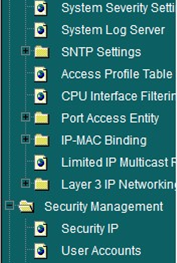 System Severity Setti
System Log Server
SNTP Settings
Access Profile Table
CPU Interface Filterin
Port Access Entity
IP-MAC Binding
Limited IP Multicast R
Layer 3 IP Networking
Security Management
Security IP
User Accounts